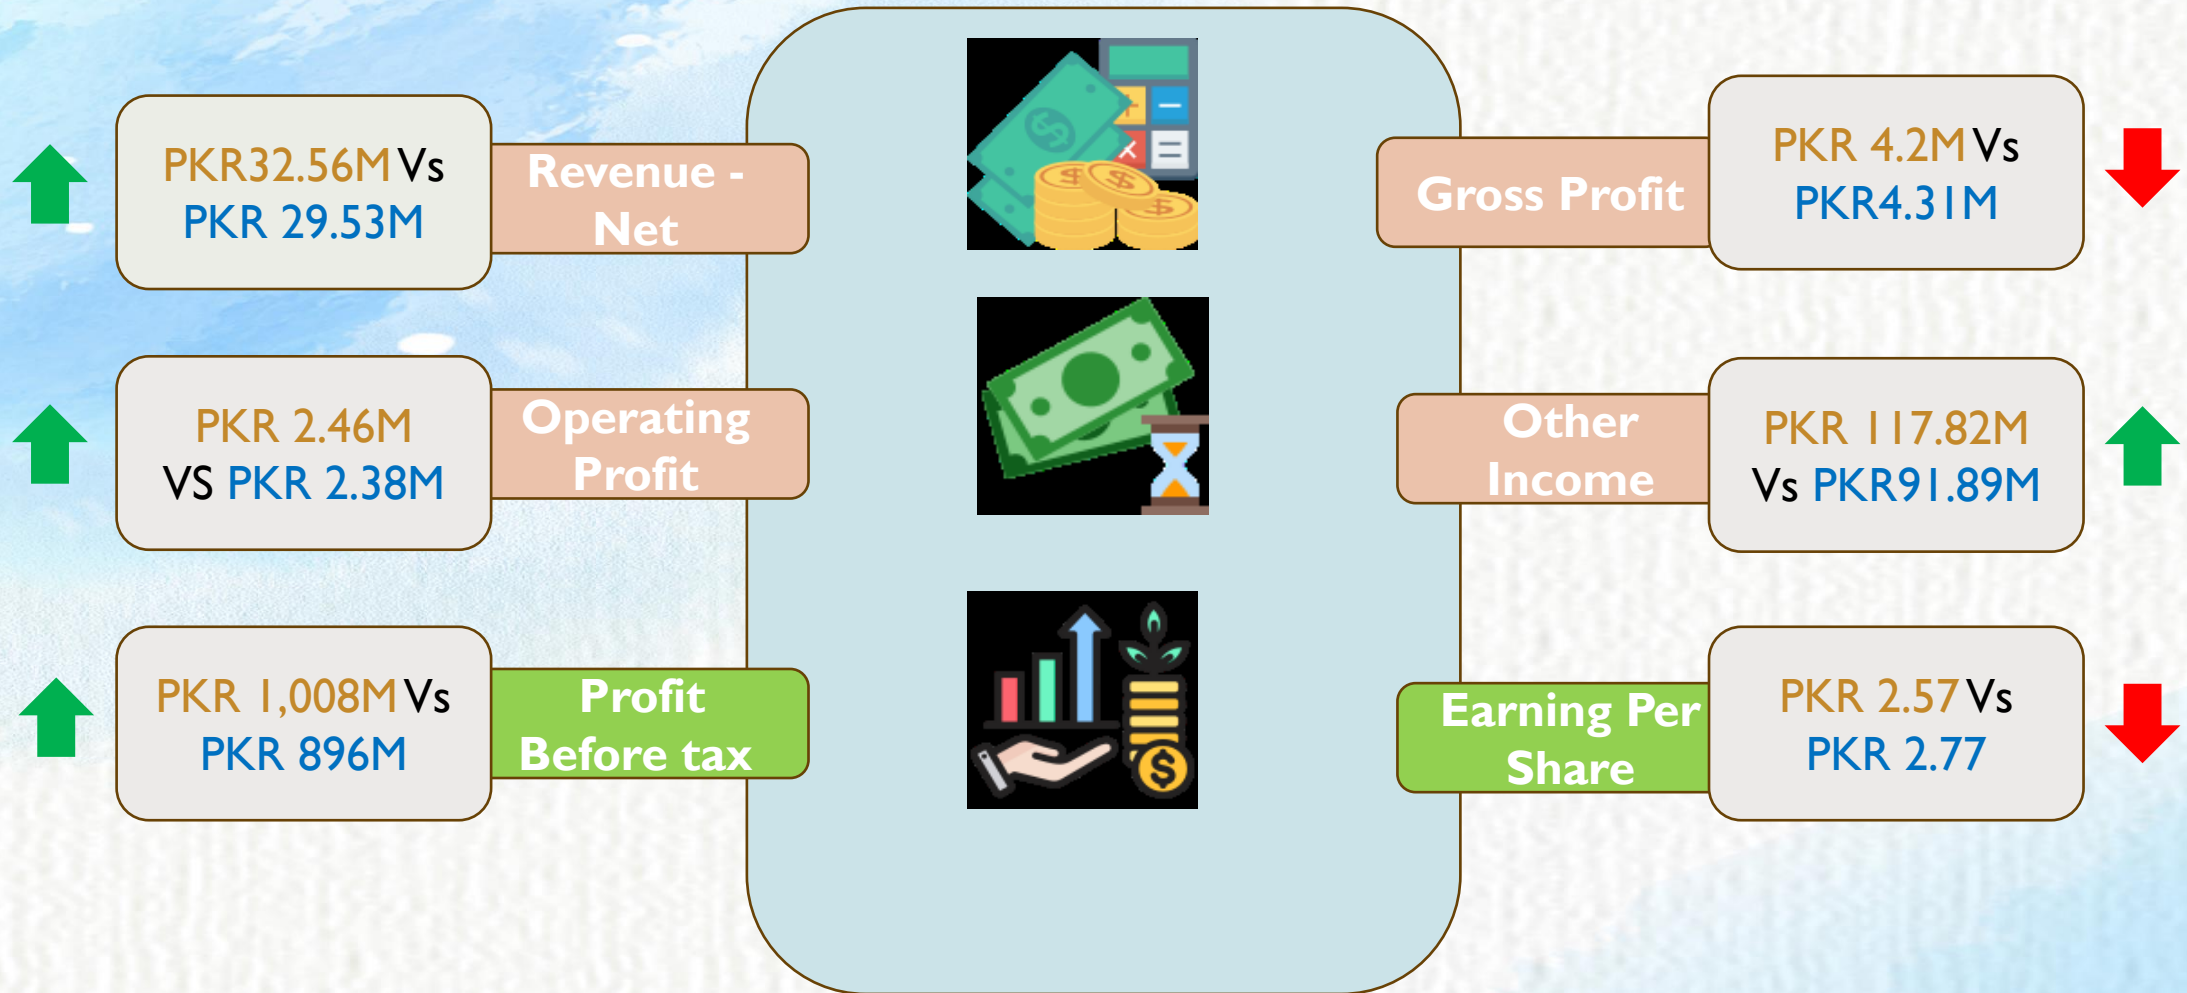 PKR32.56M Vs
PKR 29.53M
Revenue -
Net
Gross Profit
PKR 4.2M Vs
PKR4.31M
PKR 2.46M
VS PKR 2.38M
Operating
Profit
Other
Income
PKR 117.82M
Vs PKR91.89M
PKR 1,008M Vs
PKR 896M
Profit
Before tax
Earning Per
Share
PKR 2.57 Vs
PKR 2.77